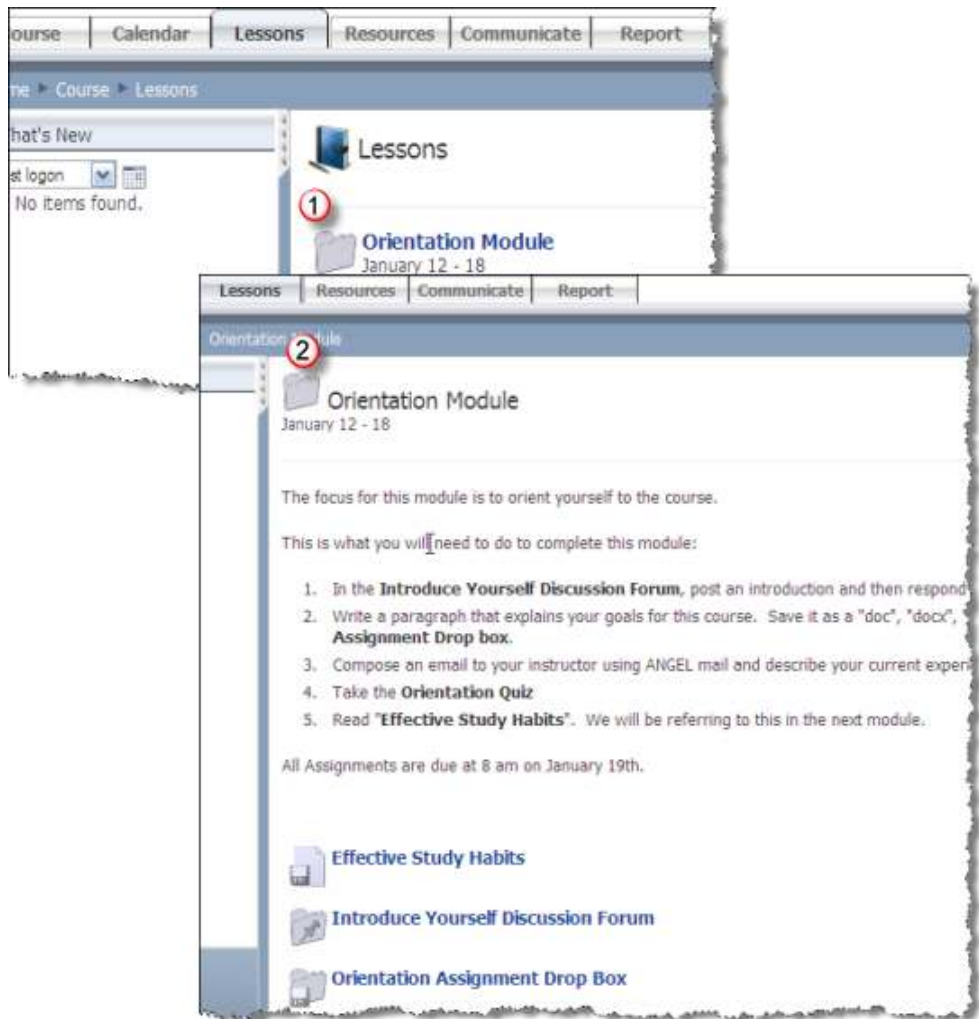 ourse Calendar Lessons Resources Communicate Report
me Course Lessons
hat's New
st logon
No items found.
Lessons
1
Orientation Module
January 12 - 18
Lessons Resources Communicate Report
Orientation Module
2
Orientation Module
January 12 - 18
The focus for this module is to orient yourself to the course.
This is what you will need to do to complete this module:
1. In the Introduce Yourself Discussion Forum, post an introduction and then respond
2. Write a paragraph that explains your goals for this course. Save it as a "doc", "docx",
Assignment Drop box.
3. Compose an email to your instructor using ANGEL mail and describe your current experi
4. Take the Orientation Quiz
5. Read "Effective Study Habits". We will be referring to this in the next module.
All Assignments are due at 8 am on January 19th.
Effective Study Habits
Introduce Yourself Discussion Forum
Orientation Assignment Drop Box